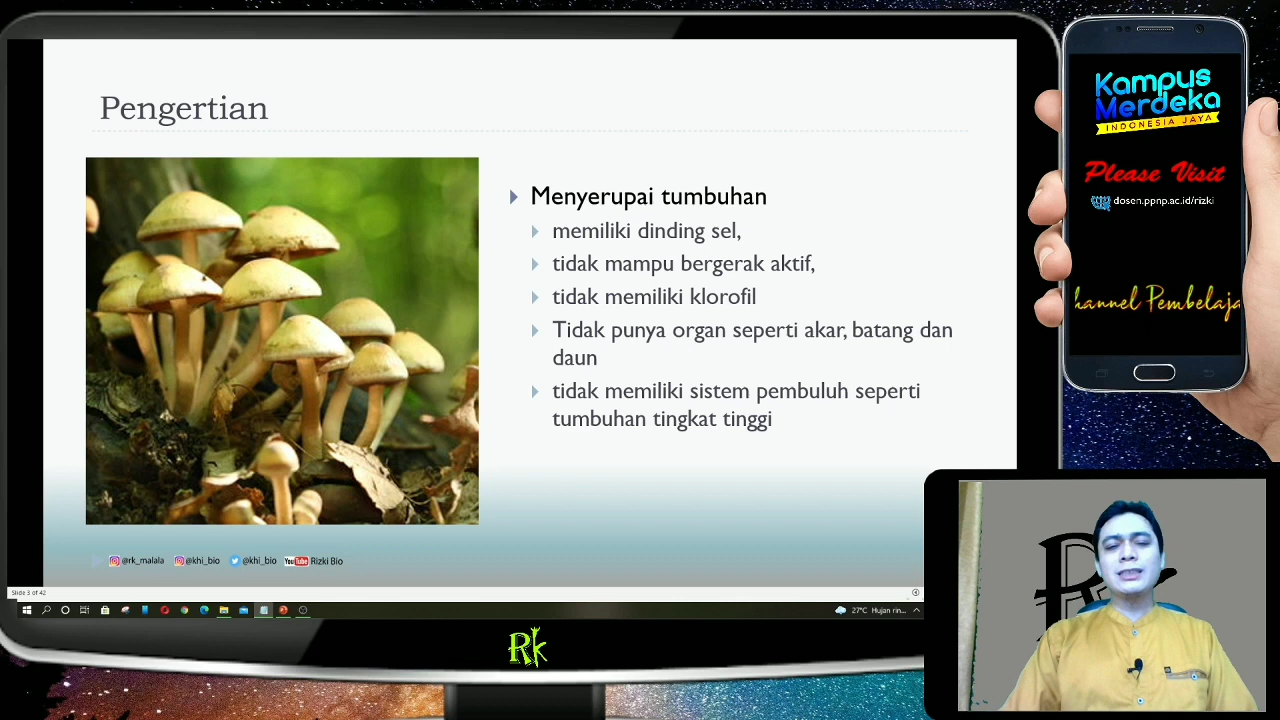 Pengertian
Menyerupai tumbuhan
memiliki dinding sel,
tidak mampu bergerak aktif,
tidak memiliki klorofil
Tidak punya organ seperti akar, batang dan
daun
tidak memiliki sistem pembuluh seperti
tumbuhan tingkat tinggi
@rk_malala @khi_bio @khi_bio YouTube Rizki Bio
Slide 3 of 42
27°C Hujan rin...
Rk
Kampus
Merdeka
INDONESIA JAYA
Please Visit
dosen.ppnp.ac.id/rizki
hannel Pembelaja